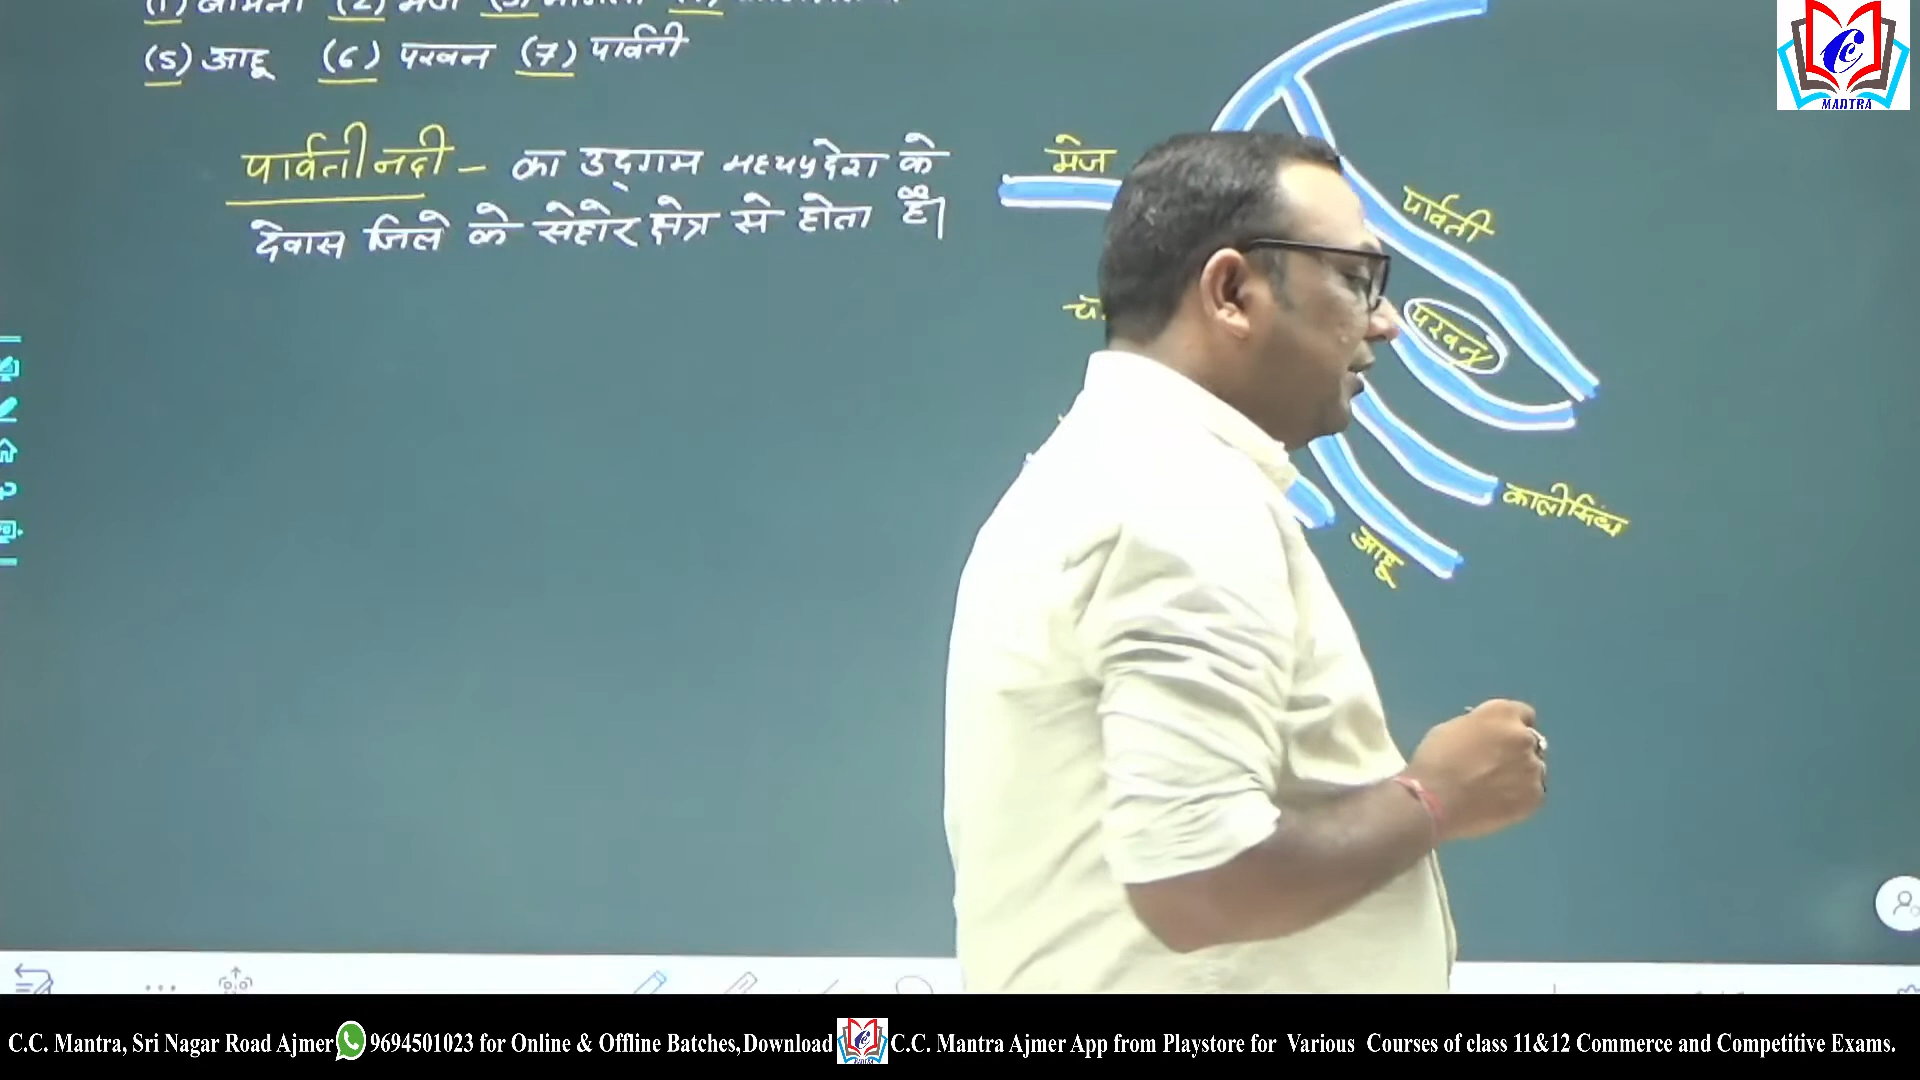 (5) आहू (6) परवन (7) पार्वती
पार्वती नदी – का उद्गम मध्यप्रदेश के
देवास जिले के सेहोर क्षेत्र से होता है।
मेज
पार्वती
परवन
कालीसिंध
आहू
MANTRA
C.C. Mantra, Sri Nagar Road Ajmer 9694501023 for Online & Offline Batches, Download C.C. Mantra Ajmer App from Playstore for Various Courses of class 11&12 Commerce and Competitive Exams.